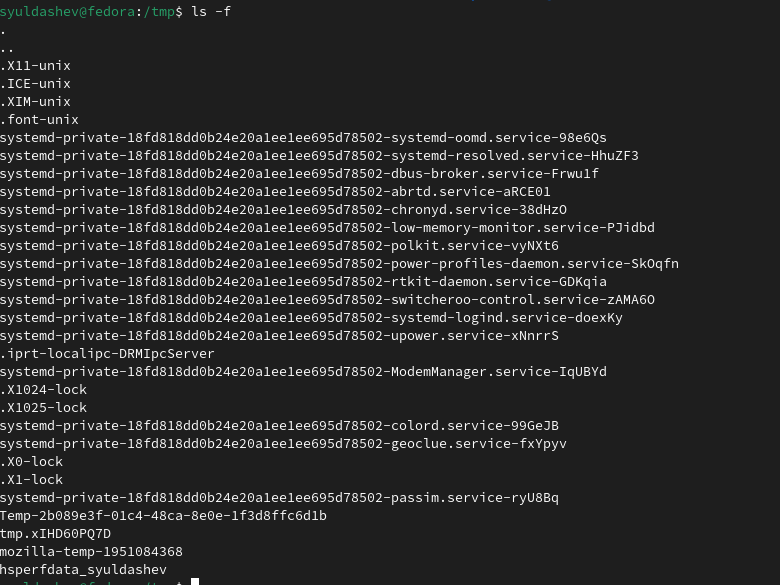 syuldashev@fedora:/tmp$ ls -f
.
..
.X11-unix
.ICE-unix
.XIM-unix
.font-unix
systemd-private-18fd818dd0b24e20a1ee1ee695d78502-systemd-oomd.service-98e6Qs
systemd-private-18fd818dd0b24e20a1ee1ee695d78502-systemd-resolved.service-HhuZF3
systemd-private-18fd818dd0b24e20a1ee1ee695d78502-dbus-broker.service-Frwu1f
systemd-private-18fd818dd0b24e20a1ee1ee695d78502-abrtd.service-aRCE01
systemd-private-18fd818dd0b24e20a1ee1ee695d78502-chronyd.service-38dHzO
systemd-private-18fd818dd0b24e20a1ee1ee695d78502-low-memory-monitor.service-PJidbd
systemd-private-18fd818dd0b24e20a1ee1ee695d78502-polkit.service-vyNXt6
systemd-private-18fd818dd0b24e20a1ee1ee695d78502-power-profiles-daemon.service-SkOqfn
systemd-private-18fd818dd0b24e20a1ee1ee695d78502-rtkit-daemon.service-GDKqia
systemd-private-18fd818dd0b24e20a1ee1ee695d78502-switcheroo-control.service-zAMA6O
systemd-private-18fd818dd0b24e20a1ee1ee695d78502-systemd-logind.service-doexKy
systemd-private-18fd818dd0b24e20a1ee1ee695d78502-upower.service-xNnrrS
.iprt-localipc-DRMIpcServer
systemd-private-18fd818dd0b24e20a1ee1ee695d78502-ModemManager.service-IqUBYd
.X1024-lock
.X1025-lock
systemd-private-18fd818dd0b24e20a1ee1ee695d78502-colord.service-99GeJB
systemd-private-18fd818dd0b24e20a1ee1ee695d78502-geoclue.service-fxYpyv
.X0-lock
.X1-lock
systemd-private-18fd818dd0b24e20a1ee1ee695d78502-passim.service-ryU8Bq
Temp-2b089e3f-01c4-48ca-8e0e-1f3d8ffc6d1b
tmp.xIHD60PQ7D
mozilla-temp-1951084368
hsperfdata_syuldashev